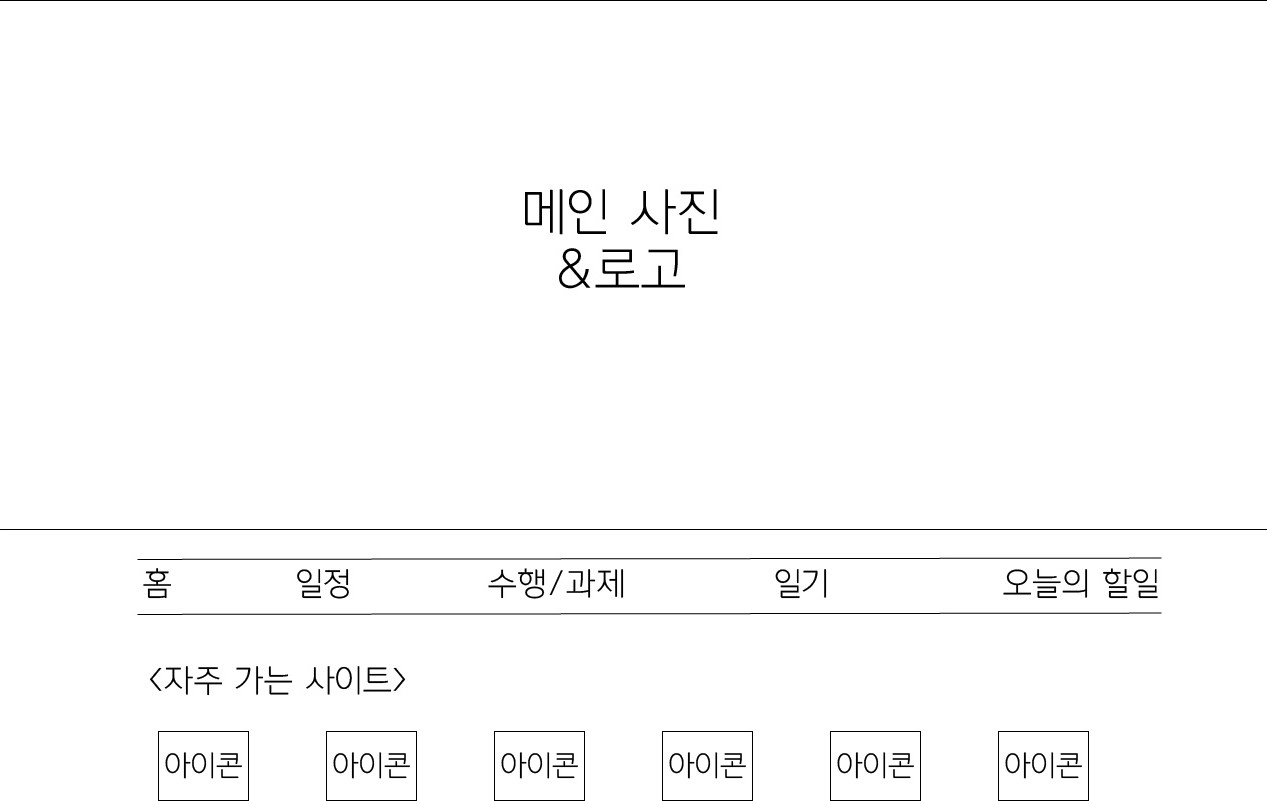 메인 사진
&로고
홈 일정 수행/과제 일기 오늘의 할일
<자주 가는 사이트>
아이콘 아이콘 아이콘 아이콘 아이콘 아이콘